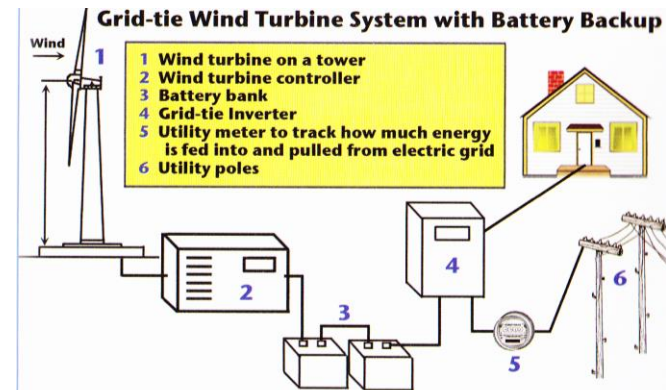 Grid-tie Wind Turbine System with Battery Backup
Wind
1
1 Wind turbine on a tower
2 Wind turbine controller
3 Battery bank
4 Grid-tie Inverter
5 Utility meter to track how much energy
is fed into and pulled from electric grid
6 Utility poles
2
3
4
5
6